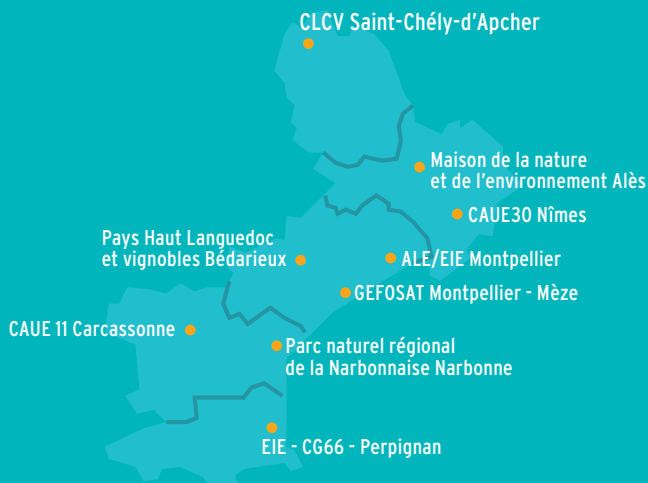 CLCV Saint-Chély-d'Apcher
Maison de la nature
et de l'environnement Alès
CAUE30 Nîmes
Pays Haut Languedoc
et vignobles Bédarieux
ALE/EIE Montpellier
GEFOSAT Montpellier - Mèze
CAUE 11 Carcassonne
Parc naturel régional
de la Narbonnaise Narbonne
EIE - CG66 - Perpignan